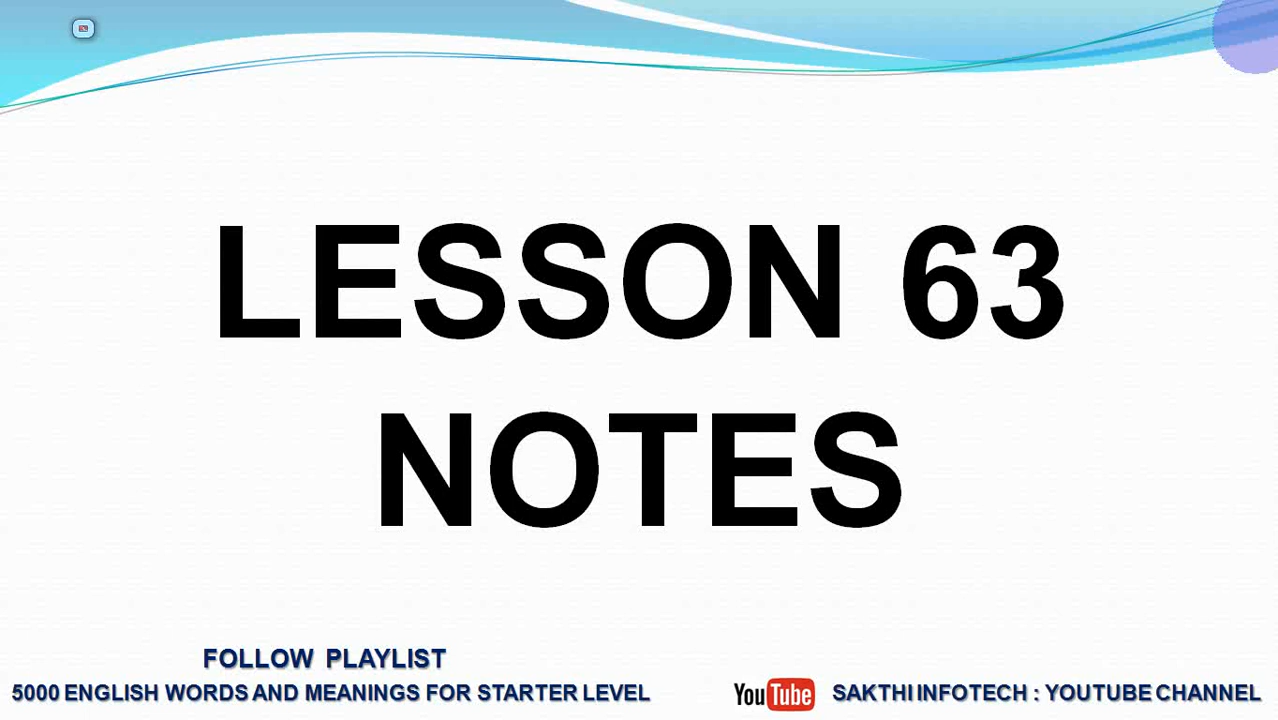 LESSON 63
NOTES
FOLLOW PLAYLIST
5000 ENGLISH WORDS AND MEANINGS FOR STARTER LEVEL
YouTube SAKTHI INFOTECH : YOUTUBE CHANNEL